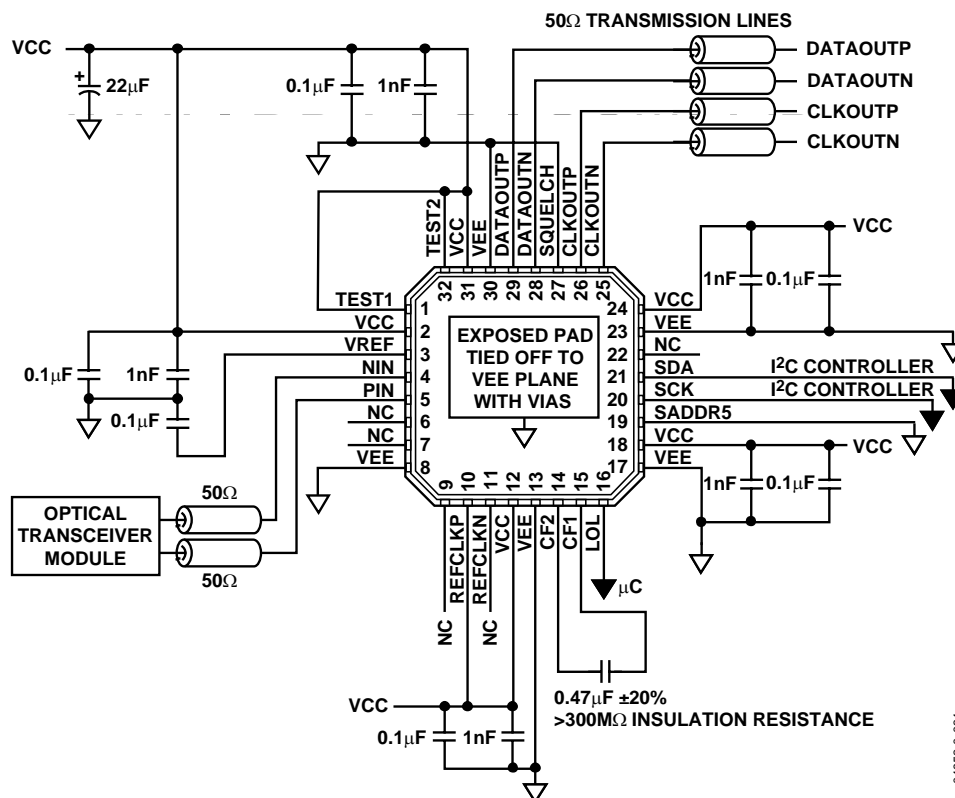 50Ω TRANSMISSION LINES
VCC
DATAOUTP
22μF
0.1μF
1nF
DATAOUTN
CLKOUTP
CLKOUTN
TEST2
VCC
VEE
DATAOUTP
DATAOUTN
SQUELCH
CLKOUTP
CLKOUTN
32
31
30
29
28
27
26
25
VCC
1nF
0.1μF
TEST1
1
VCC
2
VREF
3
NIN
4
PIN
5
NC
6
NC
7
VEE
8
0.1μF
1nF
0.1μF
EXPOSED PAD
TIED OFF TO
VEE PLANE
WITH VIAS
24
VCC
23
VEE
22
NC
21
SDA
I²C CONTROLLER
20
SCK
I²C CONTROLLER
19
SADDR5
18
VCC
17
VEE
VCC
1nF
0.1μF
OPTICAL
TRANSCEIVER
MODULE
50Ω
50Ω
9
10
11
12
13
14
15
16
NC
REFCLKP
REFCLKN
NC
VCC
VEE
CF2
CF1
LOL
μC
0.47μF ±20%
>300MΩ INSULATION RESISTANCE
VCC
0.1μF
1nF